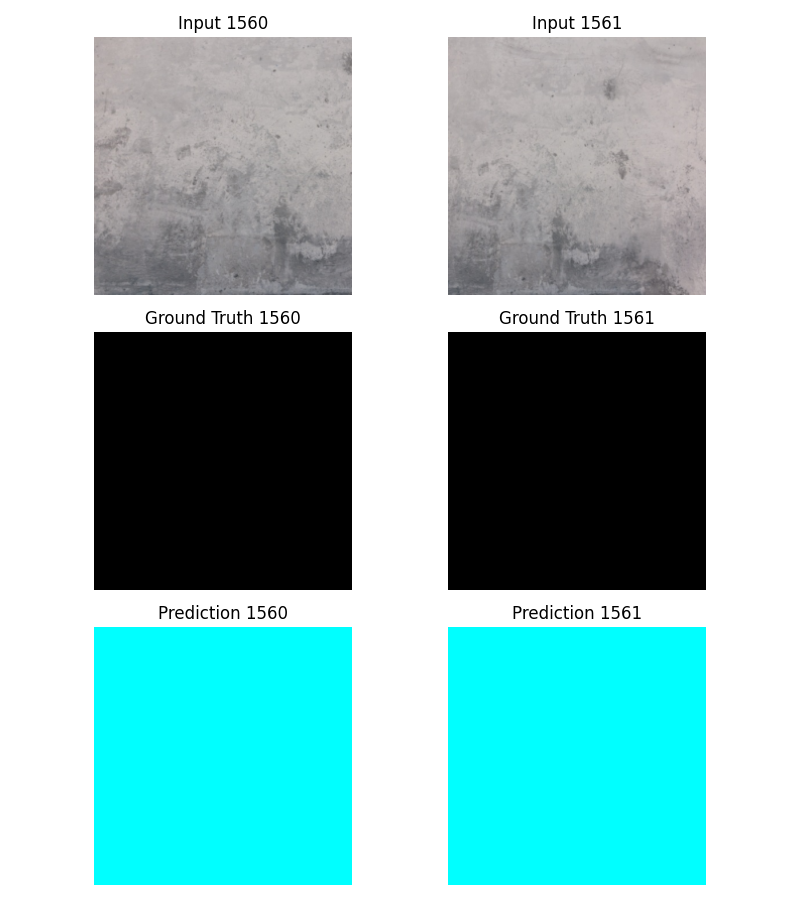 Input 1560
Input 1561
Ground Truth 1560
Ground Truth 1561
Prediction 1560
Prediction 1561